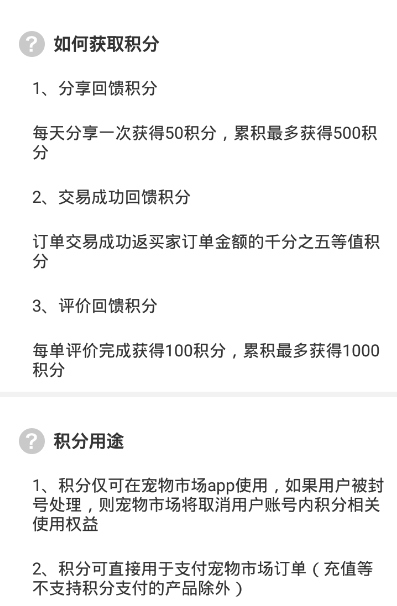 ? 如何获取积分
1、分享回馈积分
每天分享一次获得50积分，累积最多获得500积
分
2、交易成功回馈积分
订单交易成功返买家订单金额的千分之五等值积
分
3、评价回馈积分
每单评价完成获得100积分，累积最多获得1000
积分
? 积分用途
1、积分仅可在宠物市场app使用，如果用户被封
号处理，则宠物市场将取消用户账号内积分相关
使用权益
2、积分可直接用于支付宠物市场订单（充值等
不支持积分支付的产品除外）